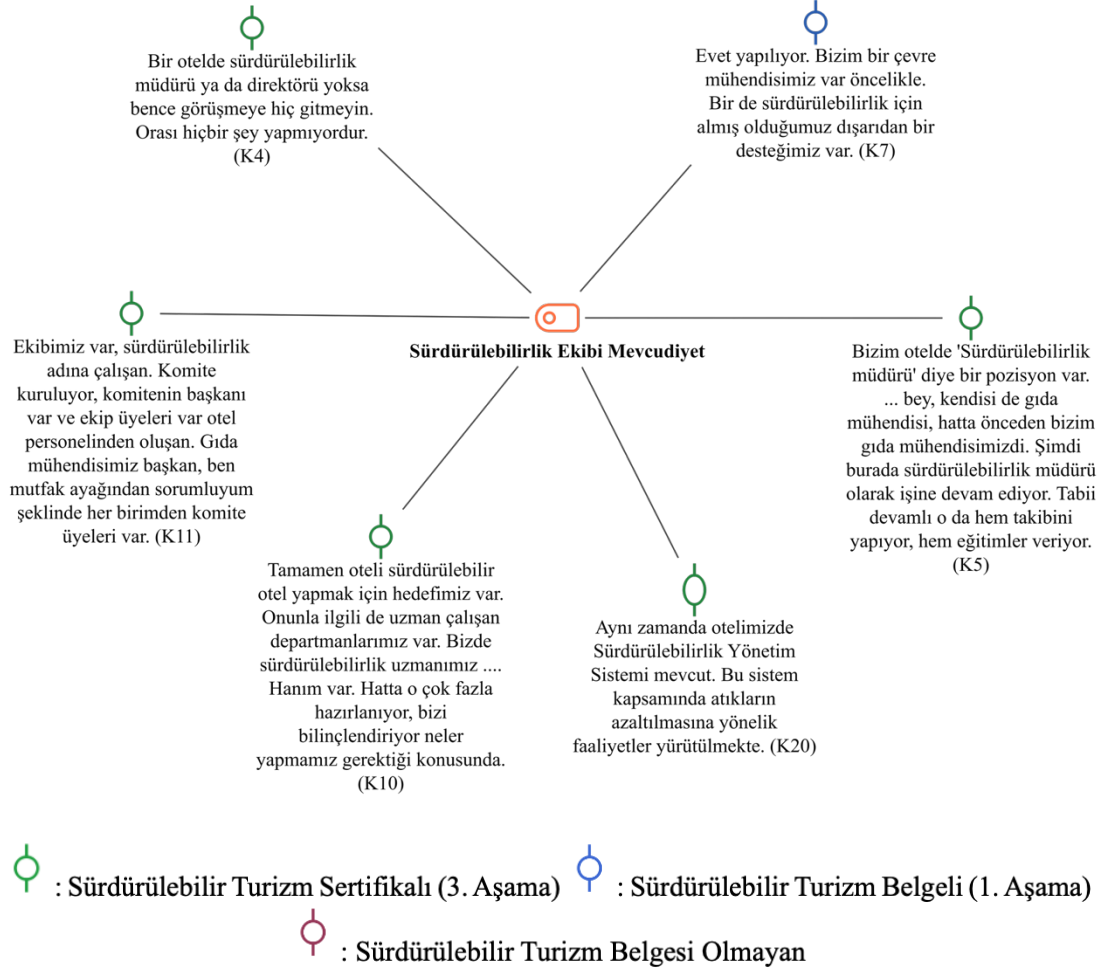 Bir otelde sürdürülebilirlik
müdürü ya da direktörü yoksa
bence görüşmeye hiç gitmeyin.
Orası hiçbir şey yapmıyordur.
(K4)
Evet yapılıyor. Bizim bir çevre
mühendisimiz var öncelikle.
Bir de sürdürülebilirlik için
almış olduğumuz dışarıdan bir
desteğimiz var. (K7)
Sürdürülebilirlik Ekibi Mevcudiyet
Ekibimiz var, sürdürülebilirlik
adına çalışan. Komite
kuruluyor, komitenin başkanı
var ve ekip üyeleri var otel
personelinden oluşan. Gıda
mühendisimiz başkan, ben
mutfak ayağından sorumluyum
şeklinde her birimden komite
üyeleri var. (K11)
Bizim otelde 'Sürdürülebilirlik
müdürü' diye bir pozisyon var.
... bey, kendisi de gıda
mühendisi, hatta önceden bizim
gıda mühendisimizdi. Şimdi
burada sürdürülebilirlik müdürü
olarak işine devam ediyor. Tabii
devamlı o da hem takibini
yapıyor, hem eğitimler veriyor.
(K5)
Tamamen oteli sürdürülebilir
otel yapmak için hedefimiz var.
Onunla ilgili de uzman çalışan
departmanlarımız var. Bizde
sürdürülebilirlik uzmanımız ....
Hanım var. Hatta o çok fazla
hazırlanıyor, bizi
bilinçlendiriyor neler
yapmamız gerektiği konusunda.
(K10)
Aynı zamanda otelimizde
Sürdürülebilirlik Yönetim
Sistemi mevcut. Bu sistem
kapsamında atıkların
azaltılmasına yönelik
faaliyetler yürütülmekte. (K20)
: Sürdürülebilir Turizm Sertifikalı (3. Aşama)
: Sürdürülebilir Turizm Belgeli (1. Aşama)
: Sürdürülebilir Turizm Belgesi Olmayan